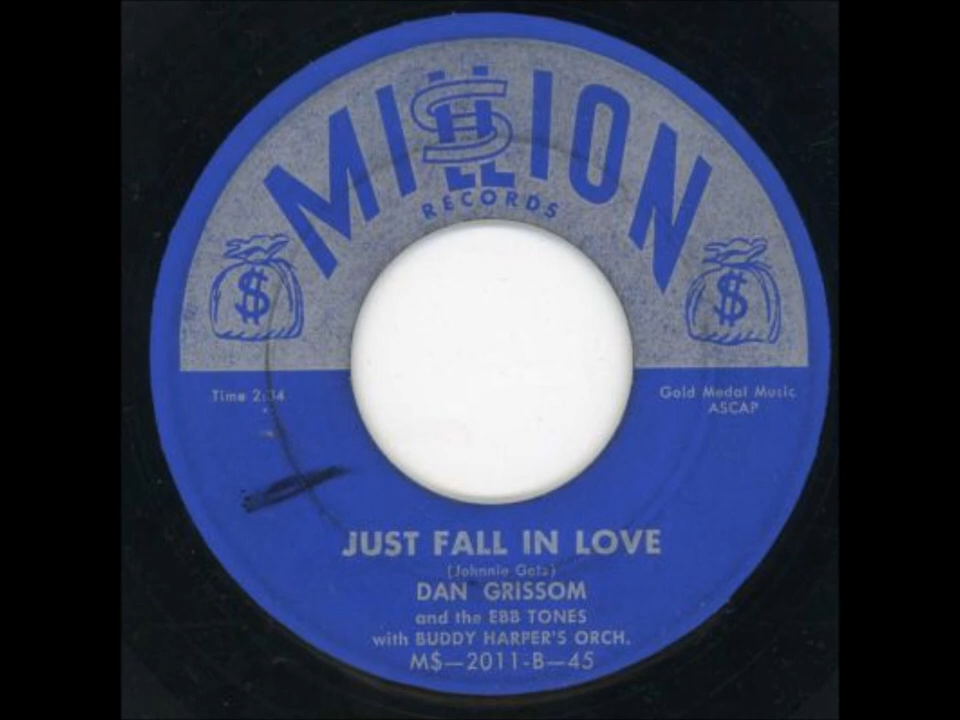 MILLION
RECORDS
$
$
Time 2:34
Gold Medal Music
ASCAP
JUST FALL IN LOVE
(Johnnie
DAN GRISSOM
and the EBB TONES
with BUDDY HARPER'S ORCH.
M$—2011-B—45